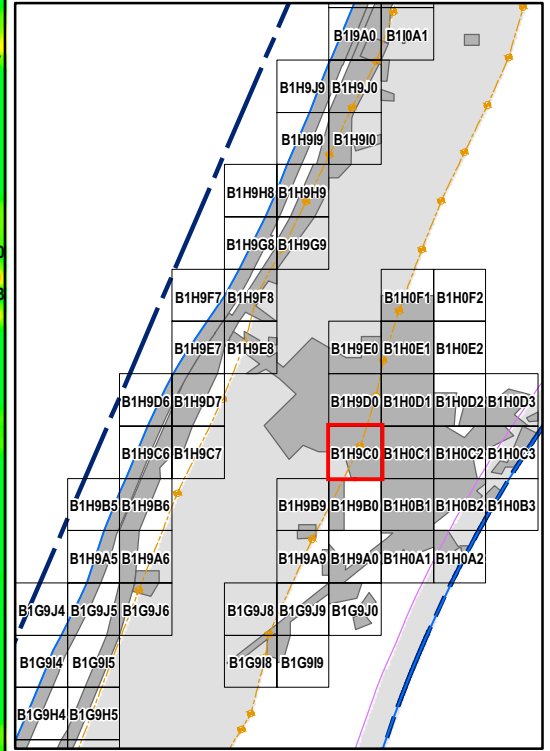 B1I9A0 B1I0A1
B1H9J9 B1H9J0
B1H9I9 B1H9I0
B1H9H8 B1H9H9
B1H9G8 B1H9G9
B1H9F7 B1H9F8 B1H0F1 B1H0F2
B1H9E7 B1H9E8 B1H9E0 B1H0E1 B1H0E2
B1H9D6 B1H9D7 B1H9D0 B1H0D1 B1H0D2 B1H0D3
B1H9C6 B1H9C7 B1H9C0 B1H0C1 B1H0C2 B1H0C3
B1H9B5 B1H9B6 B1H9B9 B1H9B0 B1H0B1 B1H0B2 B1H0B3
B1H9A5 B1H9A6 B1H9A9 B1H9A0 B1H0A1 B1H0A2
B1G9J4 B1G9J5 B1G9J6 B1G9J8 B1G9J9 B1G9J0
B1G9I4 B1G9I5 B1G9I8 B1G9I9
B1G9H4 B1G9H5